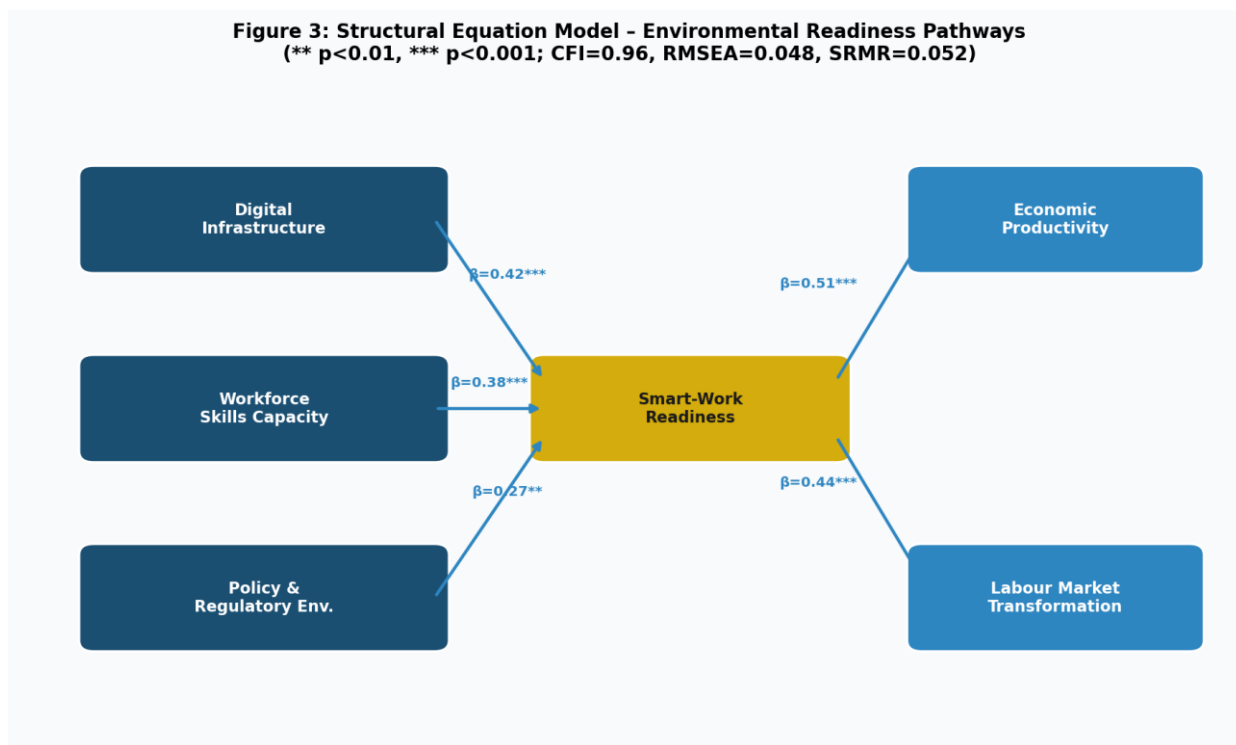 Figure 3: Structural Equation Model – Environmental Readiness Pathways
(** p<0.01, *** p<0.001; CFI=0.96, RMSEA=0.048, SRMR=0.052)
Digital
Infrastructure
Economic
Productivity
β=0.42***
β=0.51***
β=0.38***
Workforce
Skills Capacity
Smart-Work
Readiness
β=0.27**
β=0.44***
Policy &
Regulatory Env.
Labour Market
Transformation